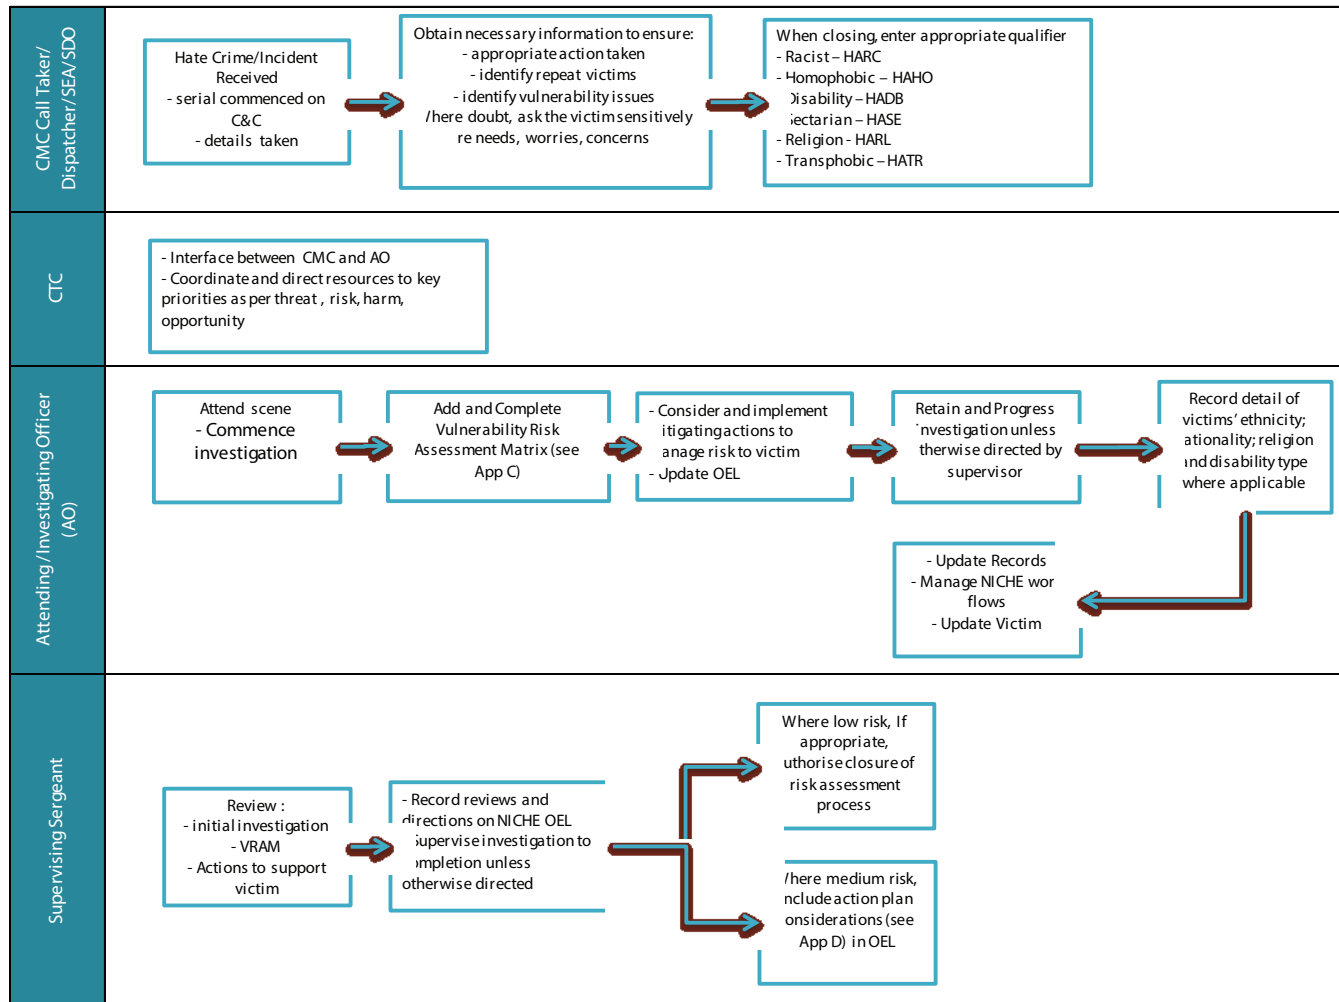 CMC Call Taker/
Dispatcher/SEA/SDO
Hate Crime/Incident
Received
- serial commenced on
C&C
- details taken
Obtain necessary information to ensure:
- appropriate action taken
- identify repeat victims
- identify vulnerability issues
here doubt, ask the victim sensitively
re needs, worries, concerns
When closing, enter appropriate qualifier
- Racist – HARC
- Homophobic – HAHO
Disability – HADB
Sectarian – HASE
- Religion - HARL
- Transphobic – HATR
CTC
- Interface between CMC and AO
- Coordinate and direct resources to key
priorities as per threat , risk, harm,
opportunity
Attending/Investigating Officer
(AO)
Attend scene
- Commence
investigation
Add and Complete
Vulnerability Risk
Assessment Matrix (see
App C)
- Consider and implement
itigating actions to
anage risk to victim
- Update OEL
Retain and Progress
investigation unless
therwise directed by
supervisor
Record detail of
victims’ ethnicity;
ationality; religion
and disability type
where applicable
- Update Records
- Manage NICHE wor
flows
- Update Victim
Supervising Sergeant
Review :
- initial investigation
- VRAM
- Actions to support
victim
- Record reviews and
directions on NICHE OEL
Supervise investigation to
ompletion unless
otherwise directed
Where low risk, If
appropriate,
uthorise closure of
risk assessment
process
Where medium risk,
include action plan
onsiderations (see
App D) in OEL